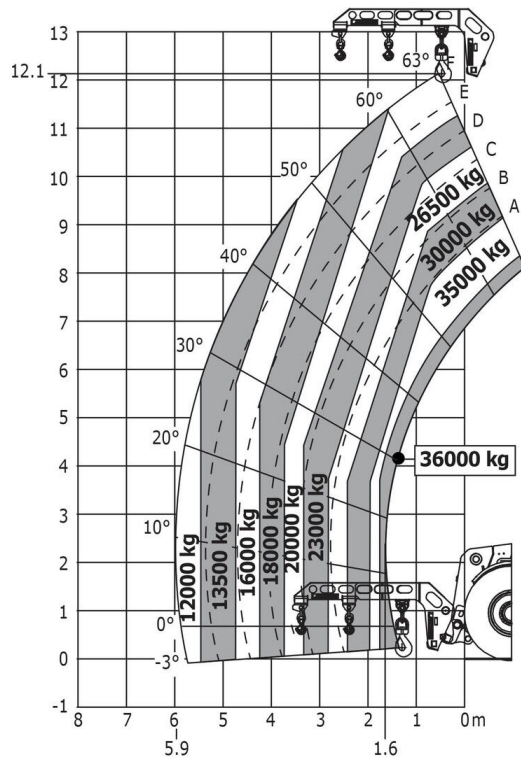 13
12.1
12
11
10
9
8
7
6
5
4
3
2
1
0
-1
63°
F
E
D
C
B
A
60°
50°
40°
30°
20°
10°
0°
-3°
26500 kg
30000 kg
35000 kg
36000 kg
12000 kg
13500 kg
16000 kg
18000 kg
20000 kg
23000 kg
8 7 6 5 4 3 2 1 0m
5.9 1.6